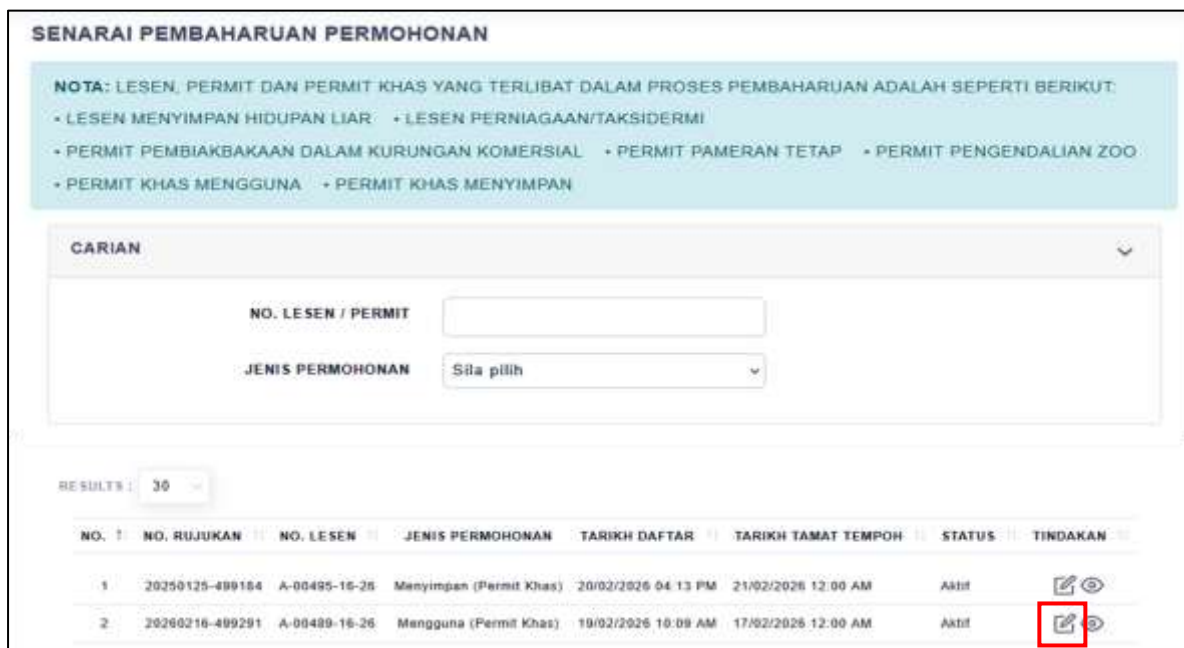 SENARAI PEMBAHARUAN PERMOHONAN
NOTA: LESEN, PERMIT DAN PERMIT KHAS YANG TERLIBAT DALAM PROSES PEMBAHARUAN ADALAH SEPERTI BERIKUT:
• LESEN MENYIMPAN HIDUPAN LIAR • LESEN PERNIAGAAN/TAKSIDERMI
• PERMIT PEMBIAKBAKAAN DALAM KURUNGAN KOMERSIAL • PERMIT PAMERAN TETAP • PERMIT PENGENDALIAN ZOO
• PERMIT KHAS MENGGUNA • PERMIT KHAS MENYIMPAN
CARIAN
NO. LESEN / PERMIT
JENIS PERMOHONAN Sila pilih
RESULTS : 30
NO. NO. RUJUKAN NO. LESEN JENIS PERMOHONAN TARIKH DAFTAR TARIKH TAMAT TEMPOH STATUS TINDAKAN
1 20250125-499184 A-00495-16-26 Menyimpan (Permit Khas) 20/02/2026 04:13 PM 21/02/2026 12:00 AM Aktif
2 20260216-499291 A-00489-16-26 Mengguna (Permit Khas) 19/02/2026 10:09 AM 17/02/2026 12:00 AM Aktif